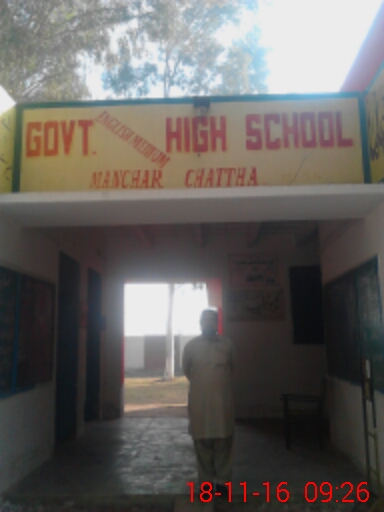 GOVT. ENGLISH MEDIUM HIGH SCHOOL
MANCHAR CHATTHA
18-11-16 09:26